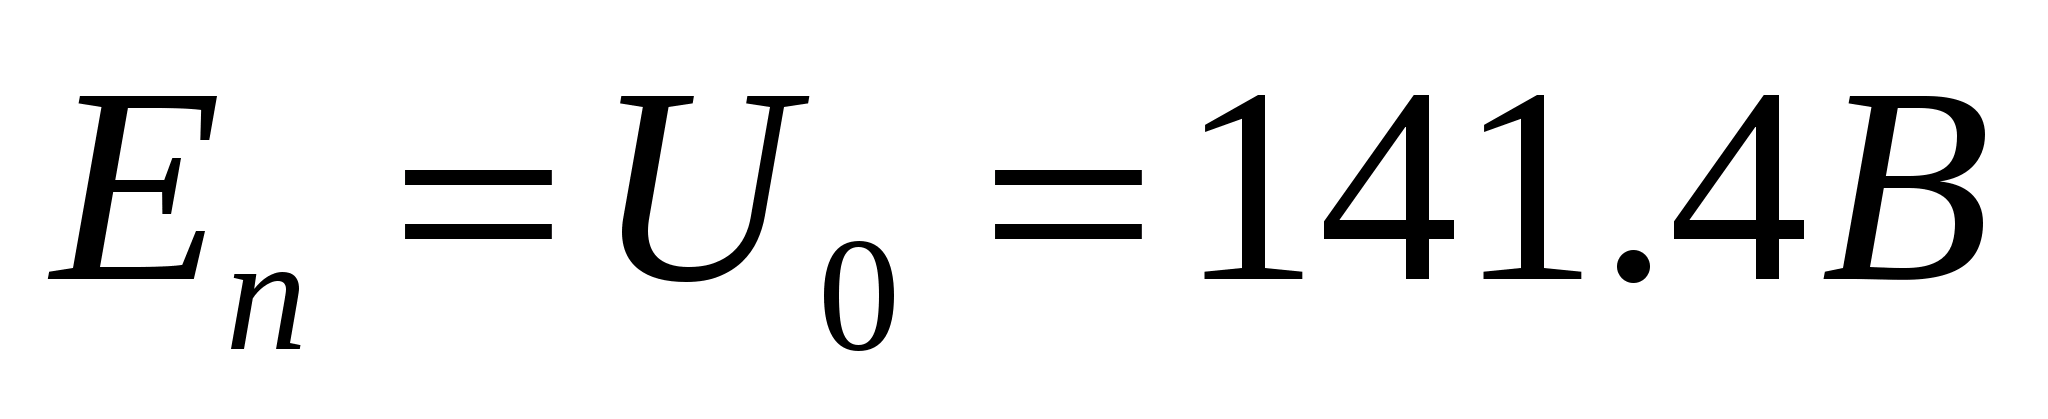 Eₙ = U₀ = 141.4B